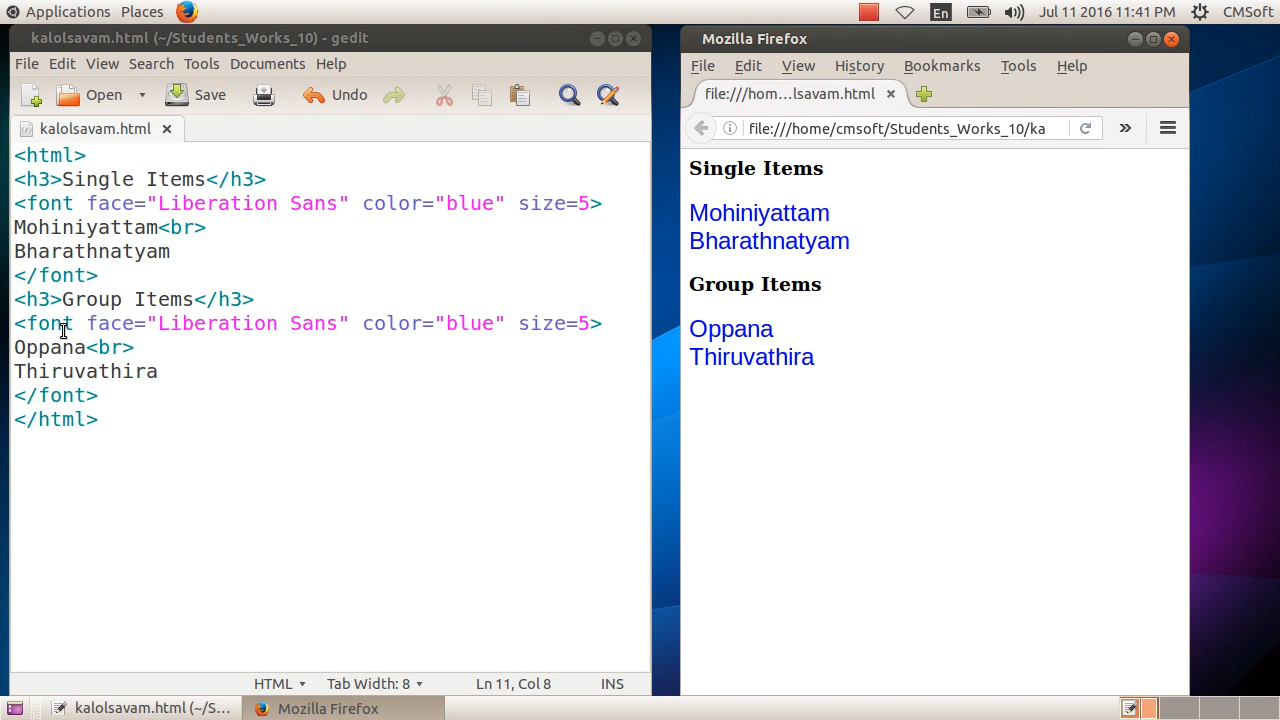 Applications Places En Jul 11 2016 11:41 PM CMSoft
kalolsavam.html (~/Students_Works_10) - gedit
File Edit View Search Tools Documents Help
Open Save Undo
kalolsavam.html
<html>
<h3>Single Items</h3>
<font face="Liberation Sans" color="blue" size=5>
Mohiniyattam<br>
Bharathnatyam
</font>
<h3>Group Items</h3>
<font face="Liberation Sans" color="blue" size=5>
Oppana<br>
Thiruvathira
</font>
</html>
HTML Tab Width: 8 Ln 11, Col 8 INS
Mozilla Firefox
File Edit View History Bookmarks Tools Help
file:///hom...lsavam.html
file:///home/cmsoft/Students_Works_10/ka
Single Items
Mohiniyattam
Bharathnatyam
Group Items
Oppana
Thiruvathira
kalolsavam.html (~/S... Mozilla Firefox